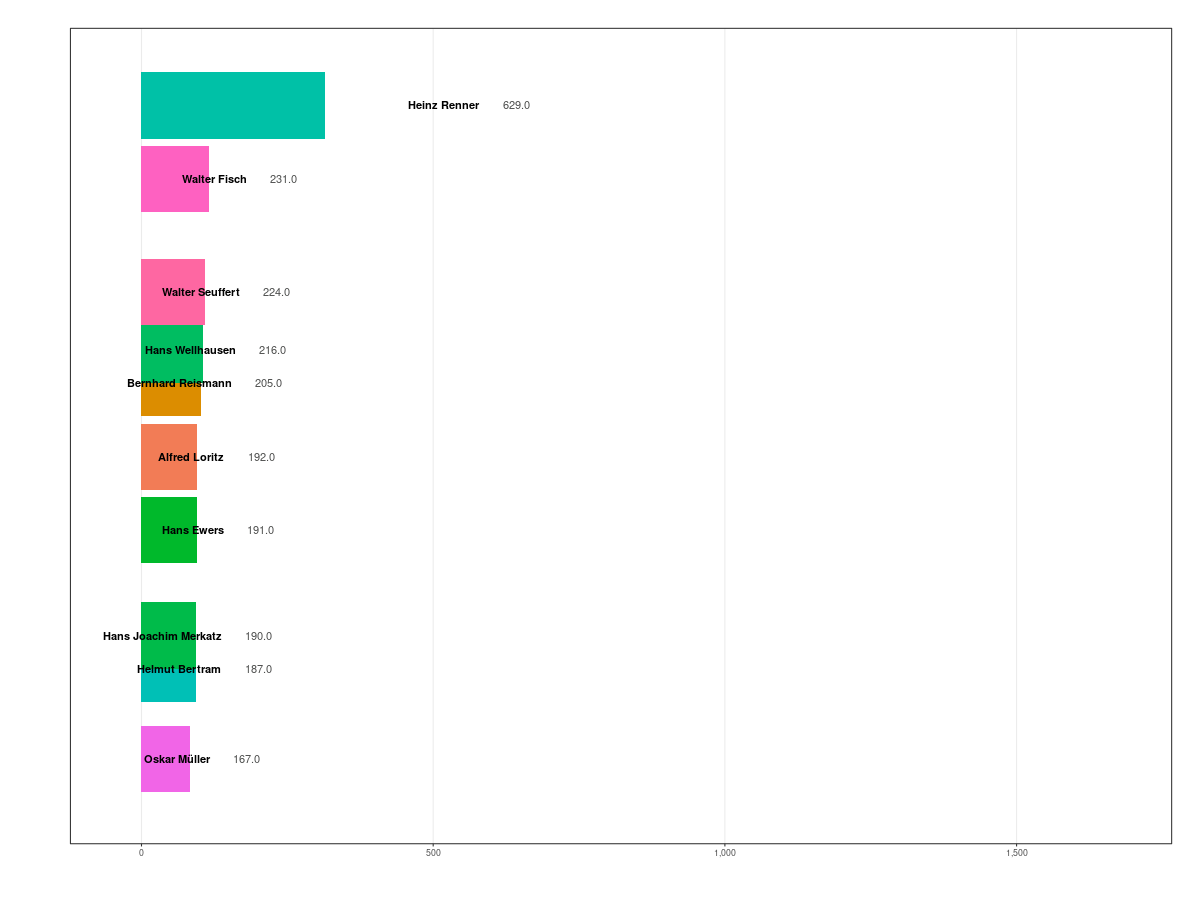 Heinz Renner 629.0
Walter Fisch 231.0
Walter Seuffert 224.0
Hans Wellhausen 216.0
Bernhard Reismann 205.0
Alfred Loritz 192.0
Hans Ewers 191.0
Hans Joachim Merkatz 190.0
Helmut Bertram 187.0
Oskar Müller 167.0
0 500 1,000 1,500